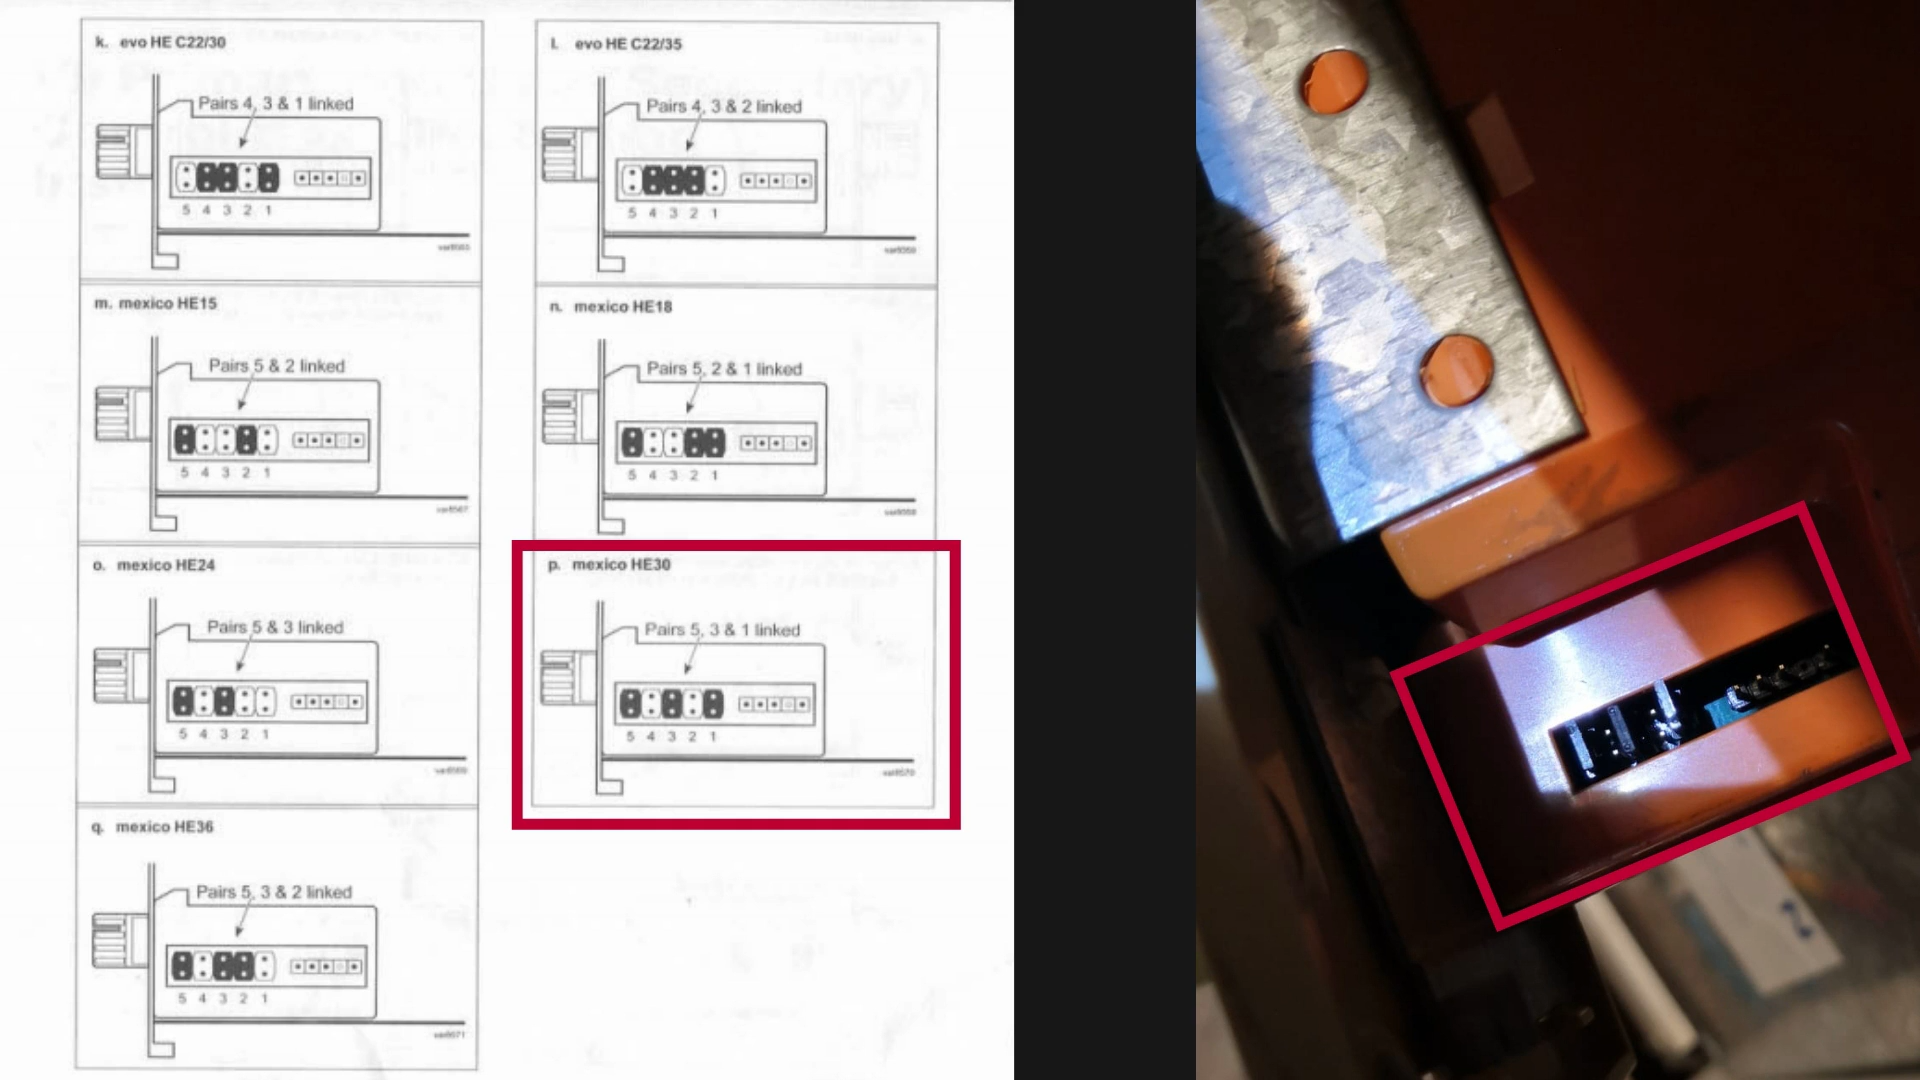 k. evo HE C22/30
Pairs 4, 3 & 1 linked
5 4 3 2 1
l. evo HE C22/35
Pairs 4, 3 & 2 linked
5 4 3 2 1
m. mexico HE15
Pairs 5 & 2 linked
5 4 3 2 1
n. mexico HE18
Pairs 5, 2 & 1 linked
5 4 3 2 1
o. mexico HE24
Pairs 5 & 3 linked
5 4 3 2 1
p. mexico HE30
Pairs 5, 3 & 1 linked
5 4 3 2 1
q. mexico HE36
Pairs 5, 3 & 2 linked
5 4 3 2 1